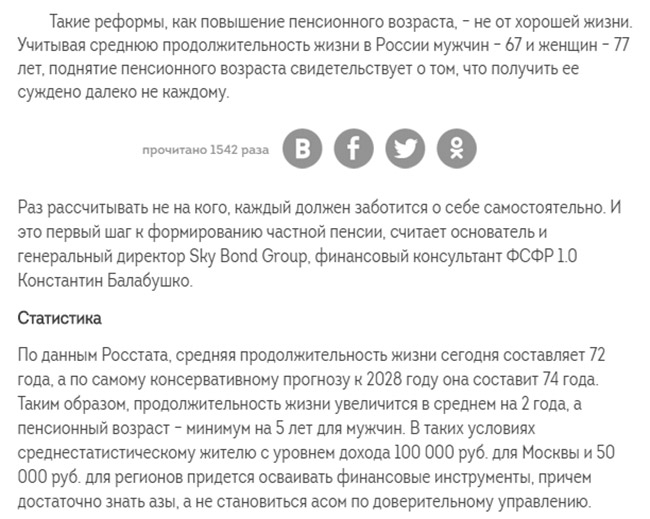 Такие реформы, как повышение пенсионного возраста, – не от хорошей жизни.
Учитывая среднюю продолжительность жизни в России мужчин – 67 и женщин – 77
лет, поднятие пенсионного возраста свидетельствует о том, что получить ее
суждено далеко не каждому.
прочитано 1542 раза
Раз рассчитывать не на кого, каждый должен заботится о себе самостоятельно. И
это первый шаг к формированию частной пенсии, считает основатель и
генеральный директор Sky Bond Group, финансовый консультант ФСФР 1.0
Константин Балабушко.
Статистика
По данным Росстата, средняя продолжительность жизни сегодня составляет 72
года, а по самому консервативному прогнозу к 2028 году она составит 74 года.
Таким образом, продолжительность жизни увеличится в среднем на 2 года, а
пенсионный возраст – минимум на 5 лет для мужчин. В таких условиях
среднестатистическому жителю с уровнем дохода 100 000 руб. для Москвы и 50
000 руб. для регионов придется осваивать финансовые инструменты, причем
достаточно знать азы, а не становиться асом по доверительному управлению.